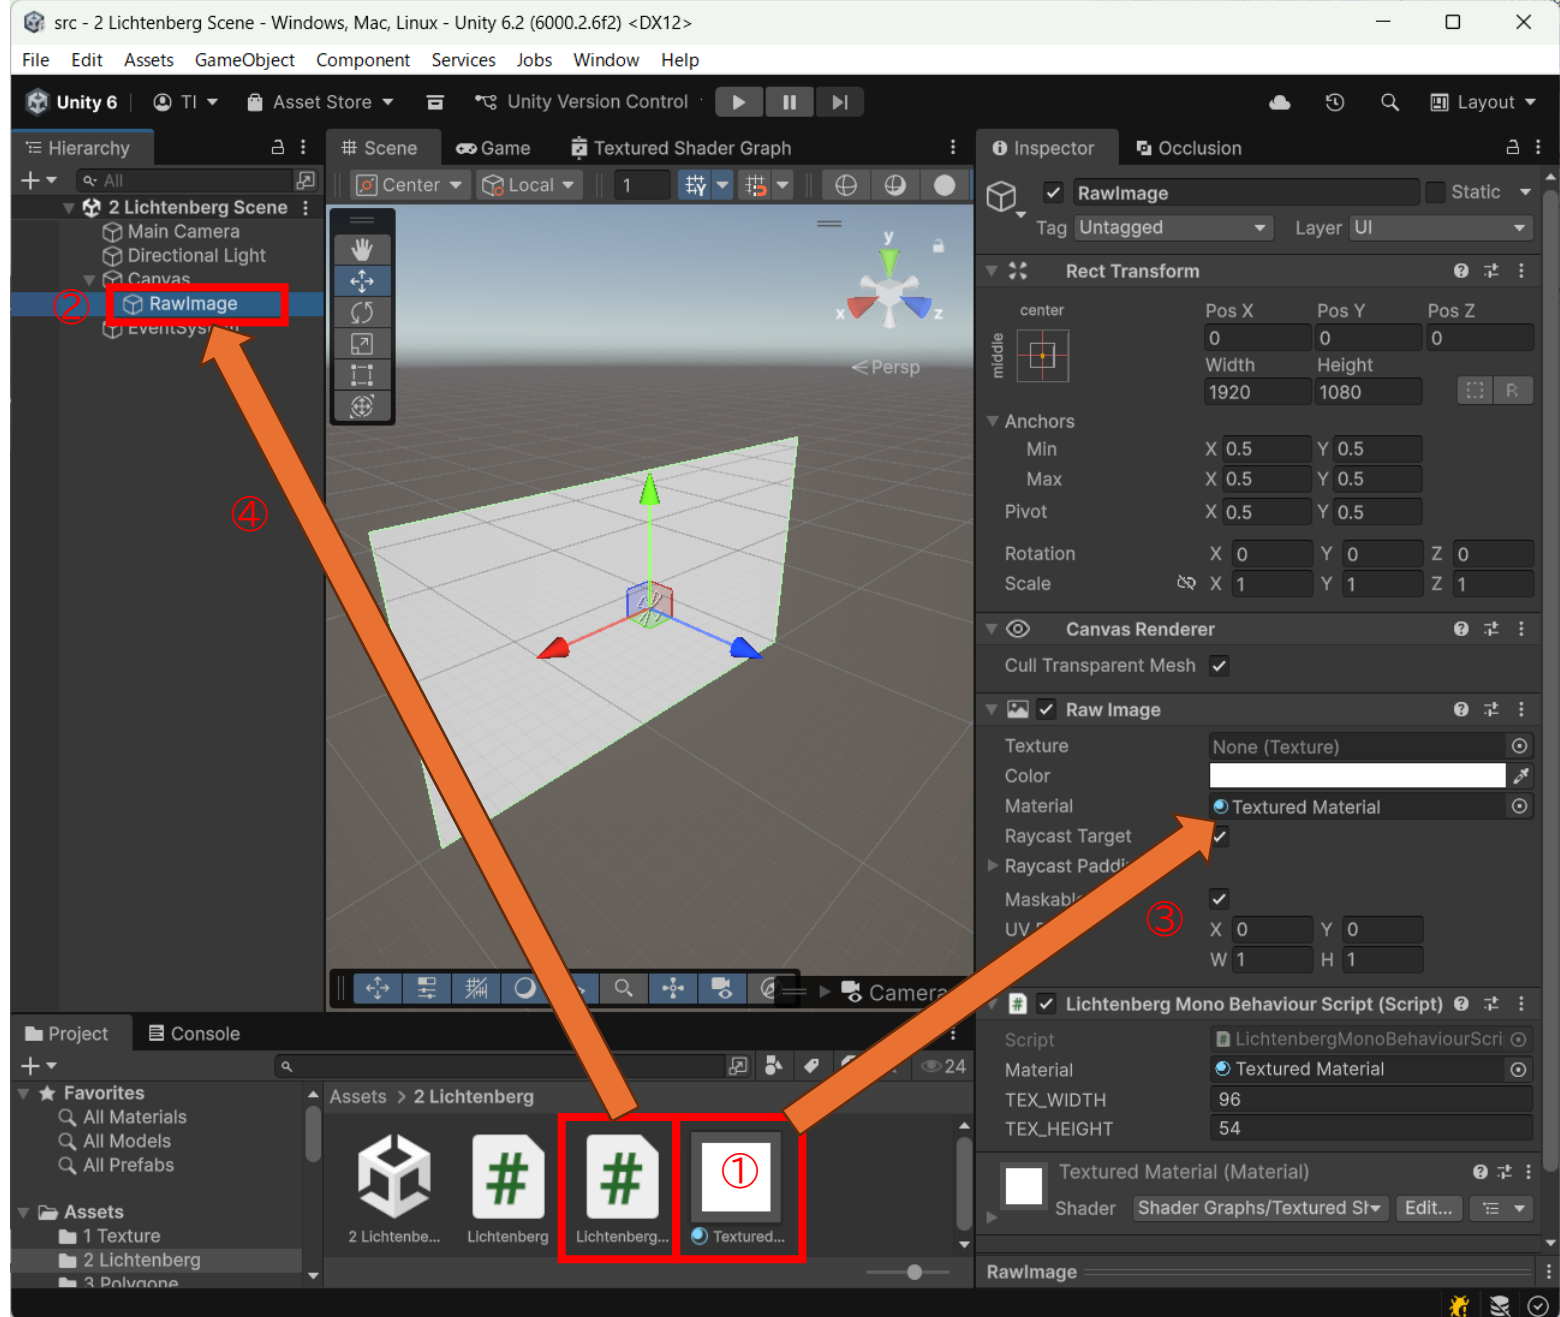 src - 2 Lichtenberg Scene - Windows, Mac, Linux - Unity 6.2 (6000.2.6f2) <DX12>
File Edit Assets GameObject Component Services Jobs Window Help
Unity 6 TI Asset Store Unity Version Control Layout
Hierarchy
All
2 Lichtenberg Scene
Main Camera
Directional Light
Canvas
② RawImage
EventSystem
④
# Scene Game Textured Shader Graph
Center Local 1
y
x z
Persp
Camera
Inspector Occlusion
RawImage Static
Tag Untagged Layer UI
Rect Transform
center
middle
Pos X Pos Y Pos Z
0 0 0
Width Height
1920 1080 R
Anchors
Min X 0.5 Y 0.5
Max X 0.5 Y 0.5
Pivot X 0.5 Y 0.5
Rotation X 0 Y 0 Z 0
Scale X 1 Y 1 Z 1
Canvas Renderer
Cull Transparent Mesh
Raw Image
Texture None (Texture)
Color
Material Textured Material
Raycast Target
Raycast
Maskable
③
UV X 0 Y 0
W 1 H 1
# Lichtenberg Mono Behaviour Script (Script)
Script # LichtenbergMonoBehaviourScri
Material Textured Material
TEX_WIDTH 96
TEX_HEIGHT 54
Textured Material (Material)
Shader Shader Graphs/Textured Sh Edit...
RawImage
Project Console
24
Favorites
All Materials
All Models
All Prefabs
Assets
1 Texture
2 Lichtenberg
3 Polygone
Assets > 2 Lichtenberg
# # ①
2 Lichtenbe... Lichtenberg Lichtenberg... Textured...